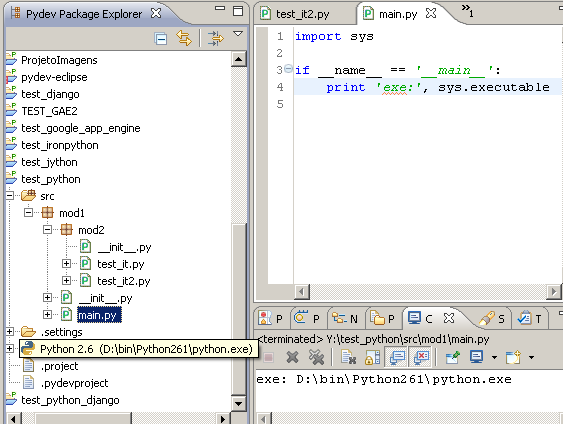 Pydev Package Explorer
ProjetoImagens
pydev-eclipse
test_django
TEST_GAE2
test_google_app_engine
test_ironpython
test_jython
test_python
src
mod1
mod2
__init__.py
test_it.py
test_it2.py
__init__.py
main.py
.settings
Python 2.6 (D:\bin\Python261\python.exe)
.project
.pydevproject
test_python_django
test_it2.py
main.py
»1
1 import sys
2
3 if __name__ == '__main__':
4 print 'exe:', sys.executable
5
P
P
N
P
C
S
T
<terminated> Y:\test_python\src\mod1\main.py
exe: D:\bin\Python261\python.exe